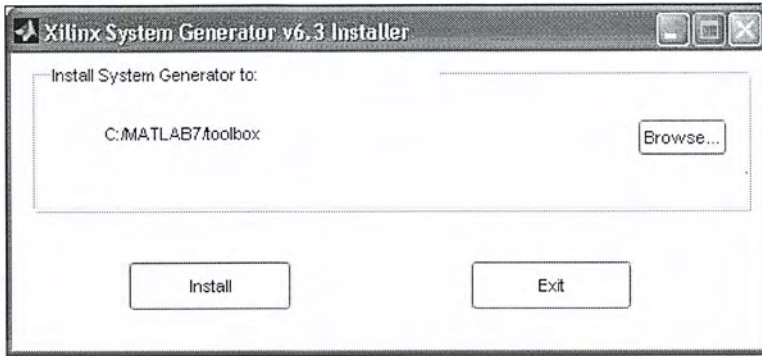 Xilinx System Generator v6.3 Installer
Install System Generator to:
C:/MATLAB7/toolbox
Browse...
Install
Exit